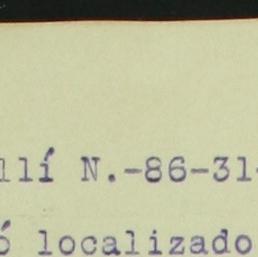 llí N.-86-31-
ó localizado